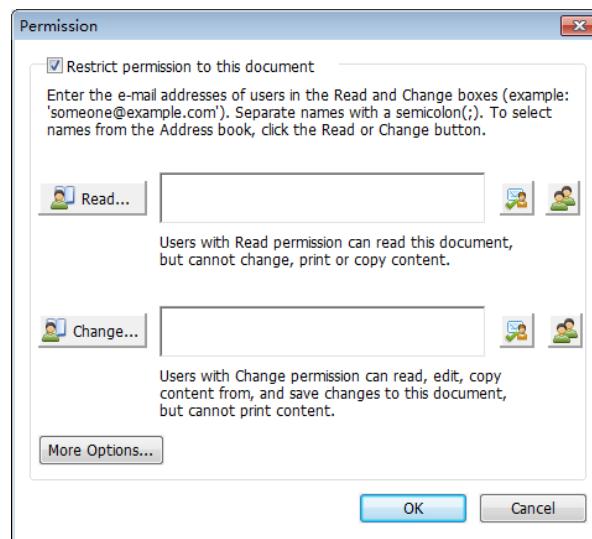 Permission
Restrict permission to this document
Enter the e-mail addresses of users in the Read and Change boxes (example:
'someone@example.com'). Separate names with a semicolon(;). To select
names from the Address book, click the Read or Change button.
Read...
Users with Read permission can read this document,
but cannot change, print or copy content.
Change...
Users with Change permission can read, edit, copy
content from, and save changes to this document,
but cannot print content.
More Options...
OK Cancel